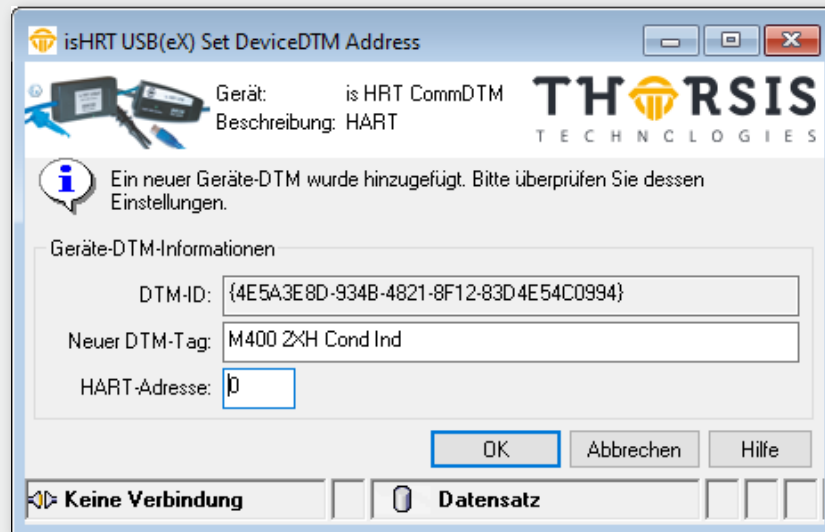 isHRT USB(eX) Set DeviceDTM Address
Gerät: is HRT CommDTM
Beschreibung: HART
THORSIS
TECHNCLOGIES
Ein neuer Geräte-DTM wurde hinzugefügt. Bitte überprüfen Sie dessen
Einstellungen.
Geräte-DTM-Informationen
DTM-ID: {4E5A3E8D-934B-4821-8F12-83D4E54C0994}
Neuer DTM-Tag: M400 2XH Cond Ind
HART-Adresse: 0
OK Abbrechen Hilfe
Keine Verbindung Datensatz